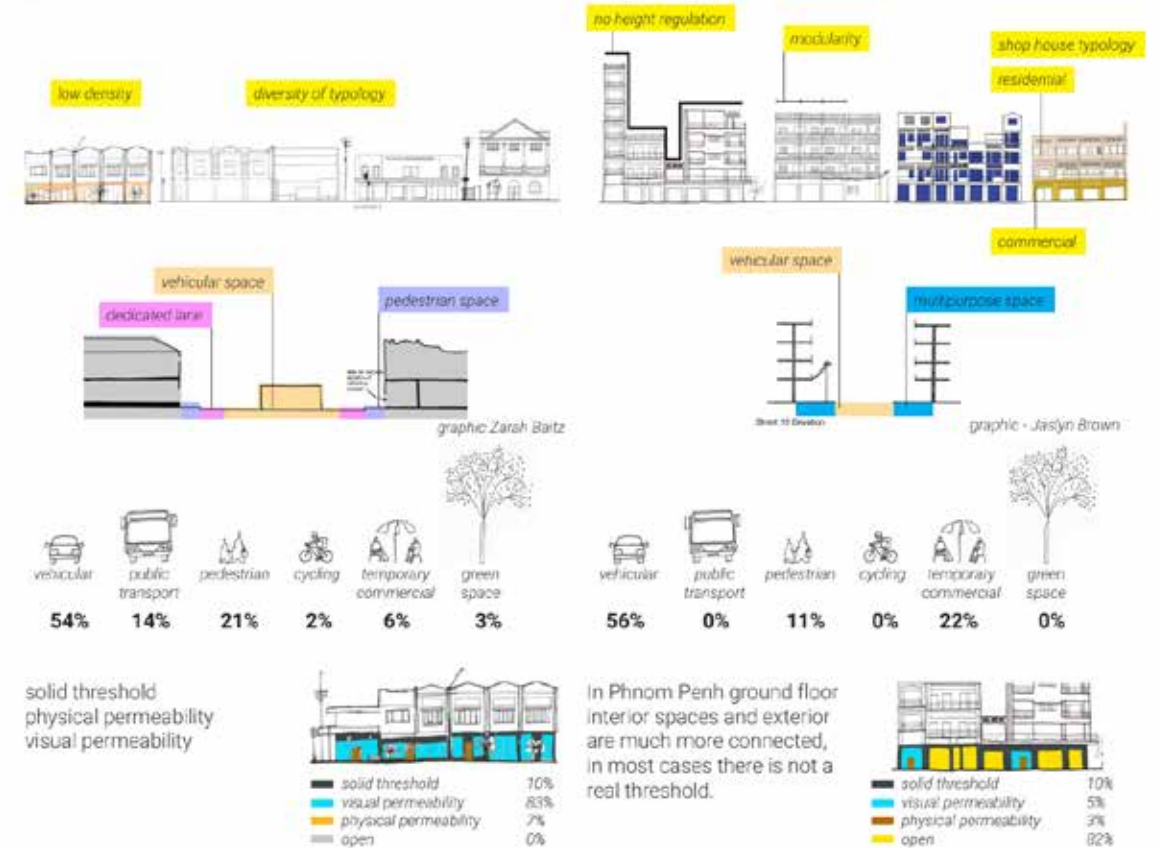 low density
diversity of typology
vehicular space
dedicated lane
pedestrian space
graphic Zarah Baitz
vehicular
public transport
pedestrian
cycling
temporary commercial
green space
54%
14%
21%
2%
6%
3%
solid threshold
physical permeability
visual permeability
solid threshold 10%
visual permeability 83%
physical permeability 7%
open 0%
no height regulation
modularity
shop house typology
residential
commercial
vehicular space
multipurpose space
Street 19 Elevation
graphic - Jaslyn Brown
vehicular
public transport
pedestrian
cycling
temporary commercial
green space
56%
0%
11%
0%
22%
0%
In Phnom Penh ground floor
interior spaces and exterior
are much more connected,
in most cases there is not a
real threshold.
solid threshold 10%
visual permeability 5%
physical permeability 3%
open 82%